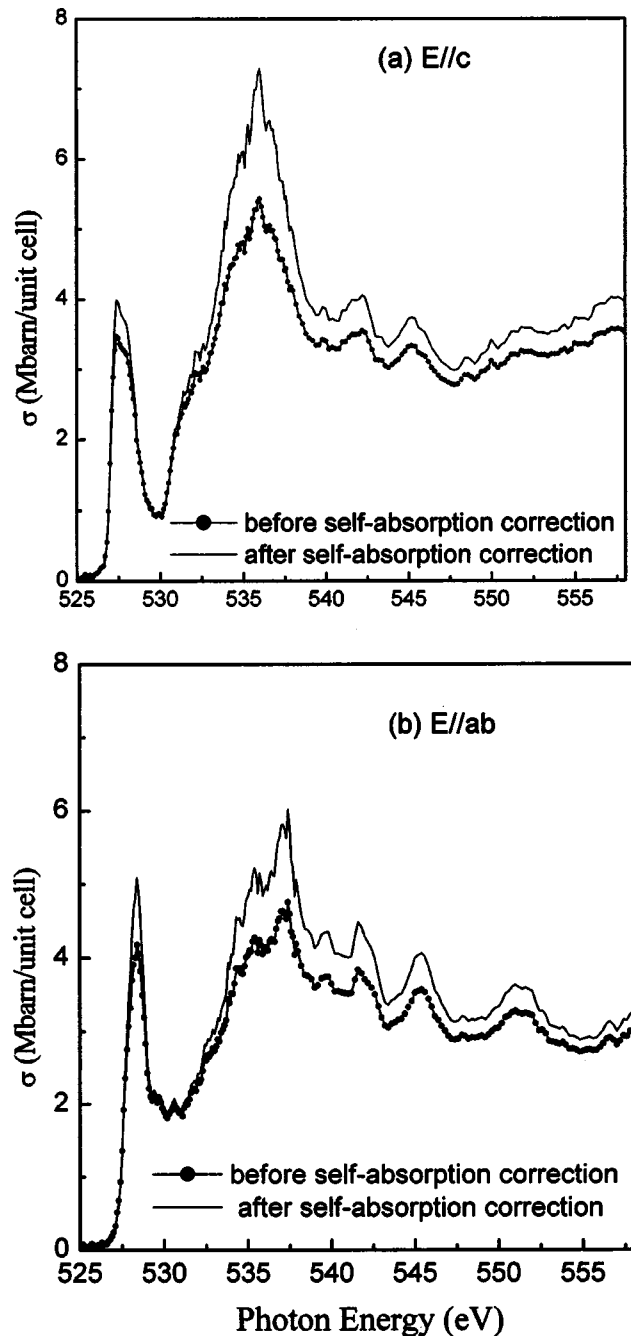 8
(a) E//c
6
σ (Mbarn/unit cell)
4
2
before self-absorption correction
after self-absorption correction
0
525 530 535 540 545 550 555
8
(b) E//ab
6
σ (Mbarn/unit cell)
4
2
before self-absorption correction
after self-absorption correction
0
525 530 535 540 545 550 555
Photon Energy (eV)